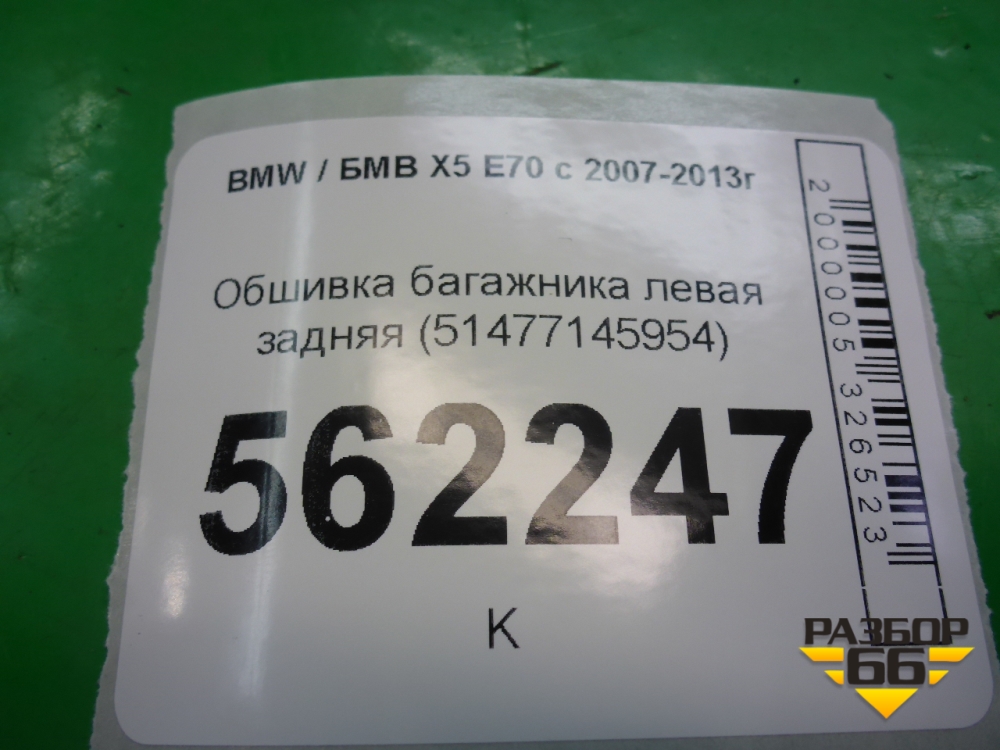 BMW / БМВ X5 E70 с 2007-2013г
Обшивка багажника левая
задняя (51477145954)
562247
К
2000005326523
РАЗБОР
66